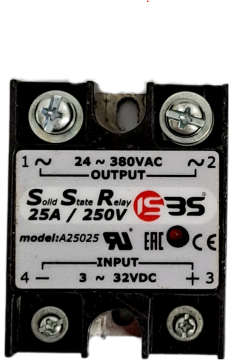 1 ~ 24 ~ 380VAC ~ 2
OUTPUT
Solid State Relay
25A / 250V
model:A25025 EAC CE
INPUT
4 − 3 ~ 32VDC + 3